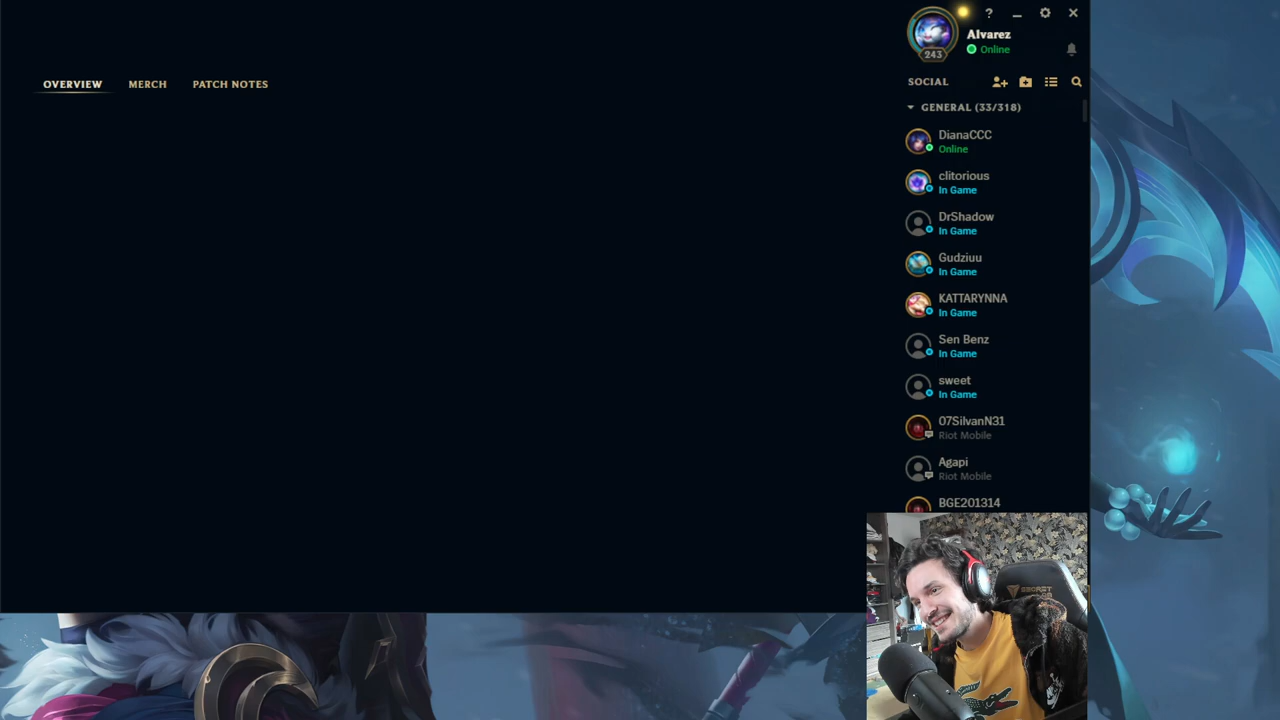 ?
Alvarez
243
Online
OVERVIEW
MERCH
PATCH NOTES
SOCIAL
GENERAL (33/318)
DianaCCC
Online
clitorious
In Game
DrShadow
In Game
Gudziuu
In Game
KATTARYNNA
In Game
Sen Benz
In Game
sweet
In Game
07SilvanN31
Riot Mobile
Agapi
Riot Mobile
BGE201314
SECRET